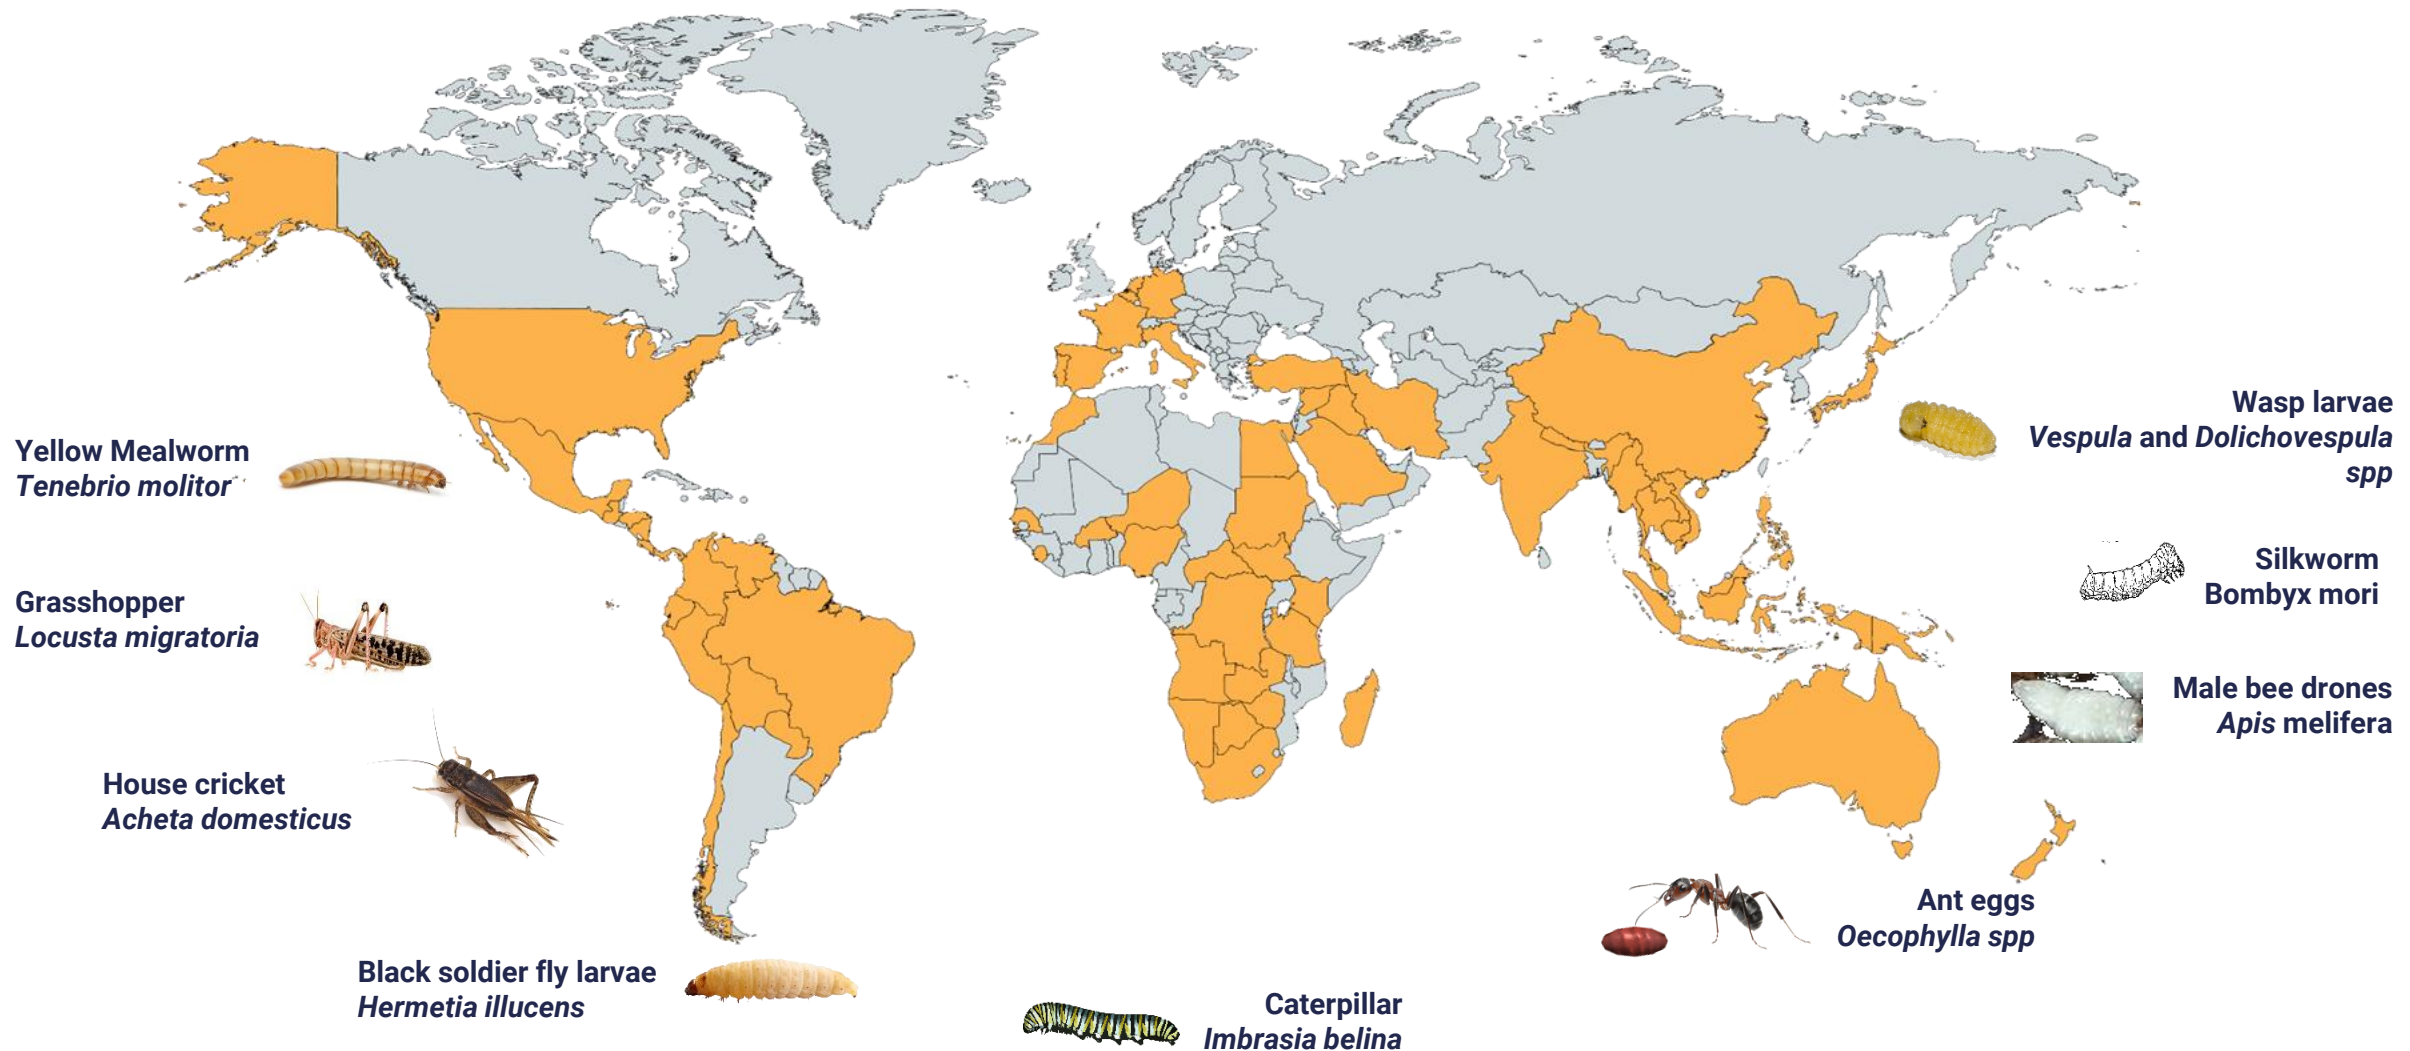 Yellow Mealworm
Tenebrio molitor
Grasshopper
Locusta migratoria
House cricket
Acheta domesticus
Black soldier fly larvae
Hermetia illucens
Caterpillar
Imbrasia belina
Ant eggs
Oecophylla spp
Male bee drones
Apis melifera
Silkworm
Bombyx mori
Wasp larvae
Vespula and Dolichovespula
spp